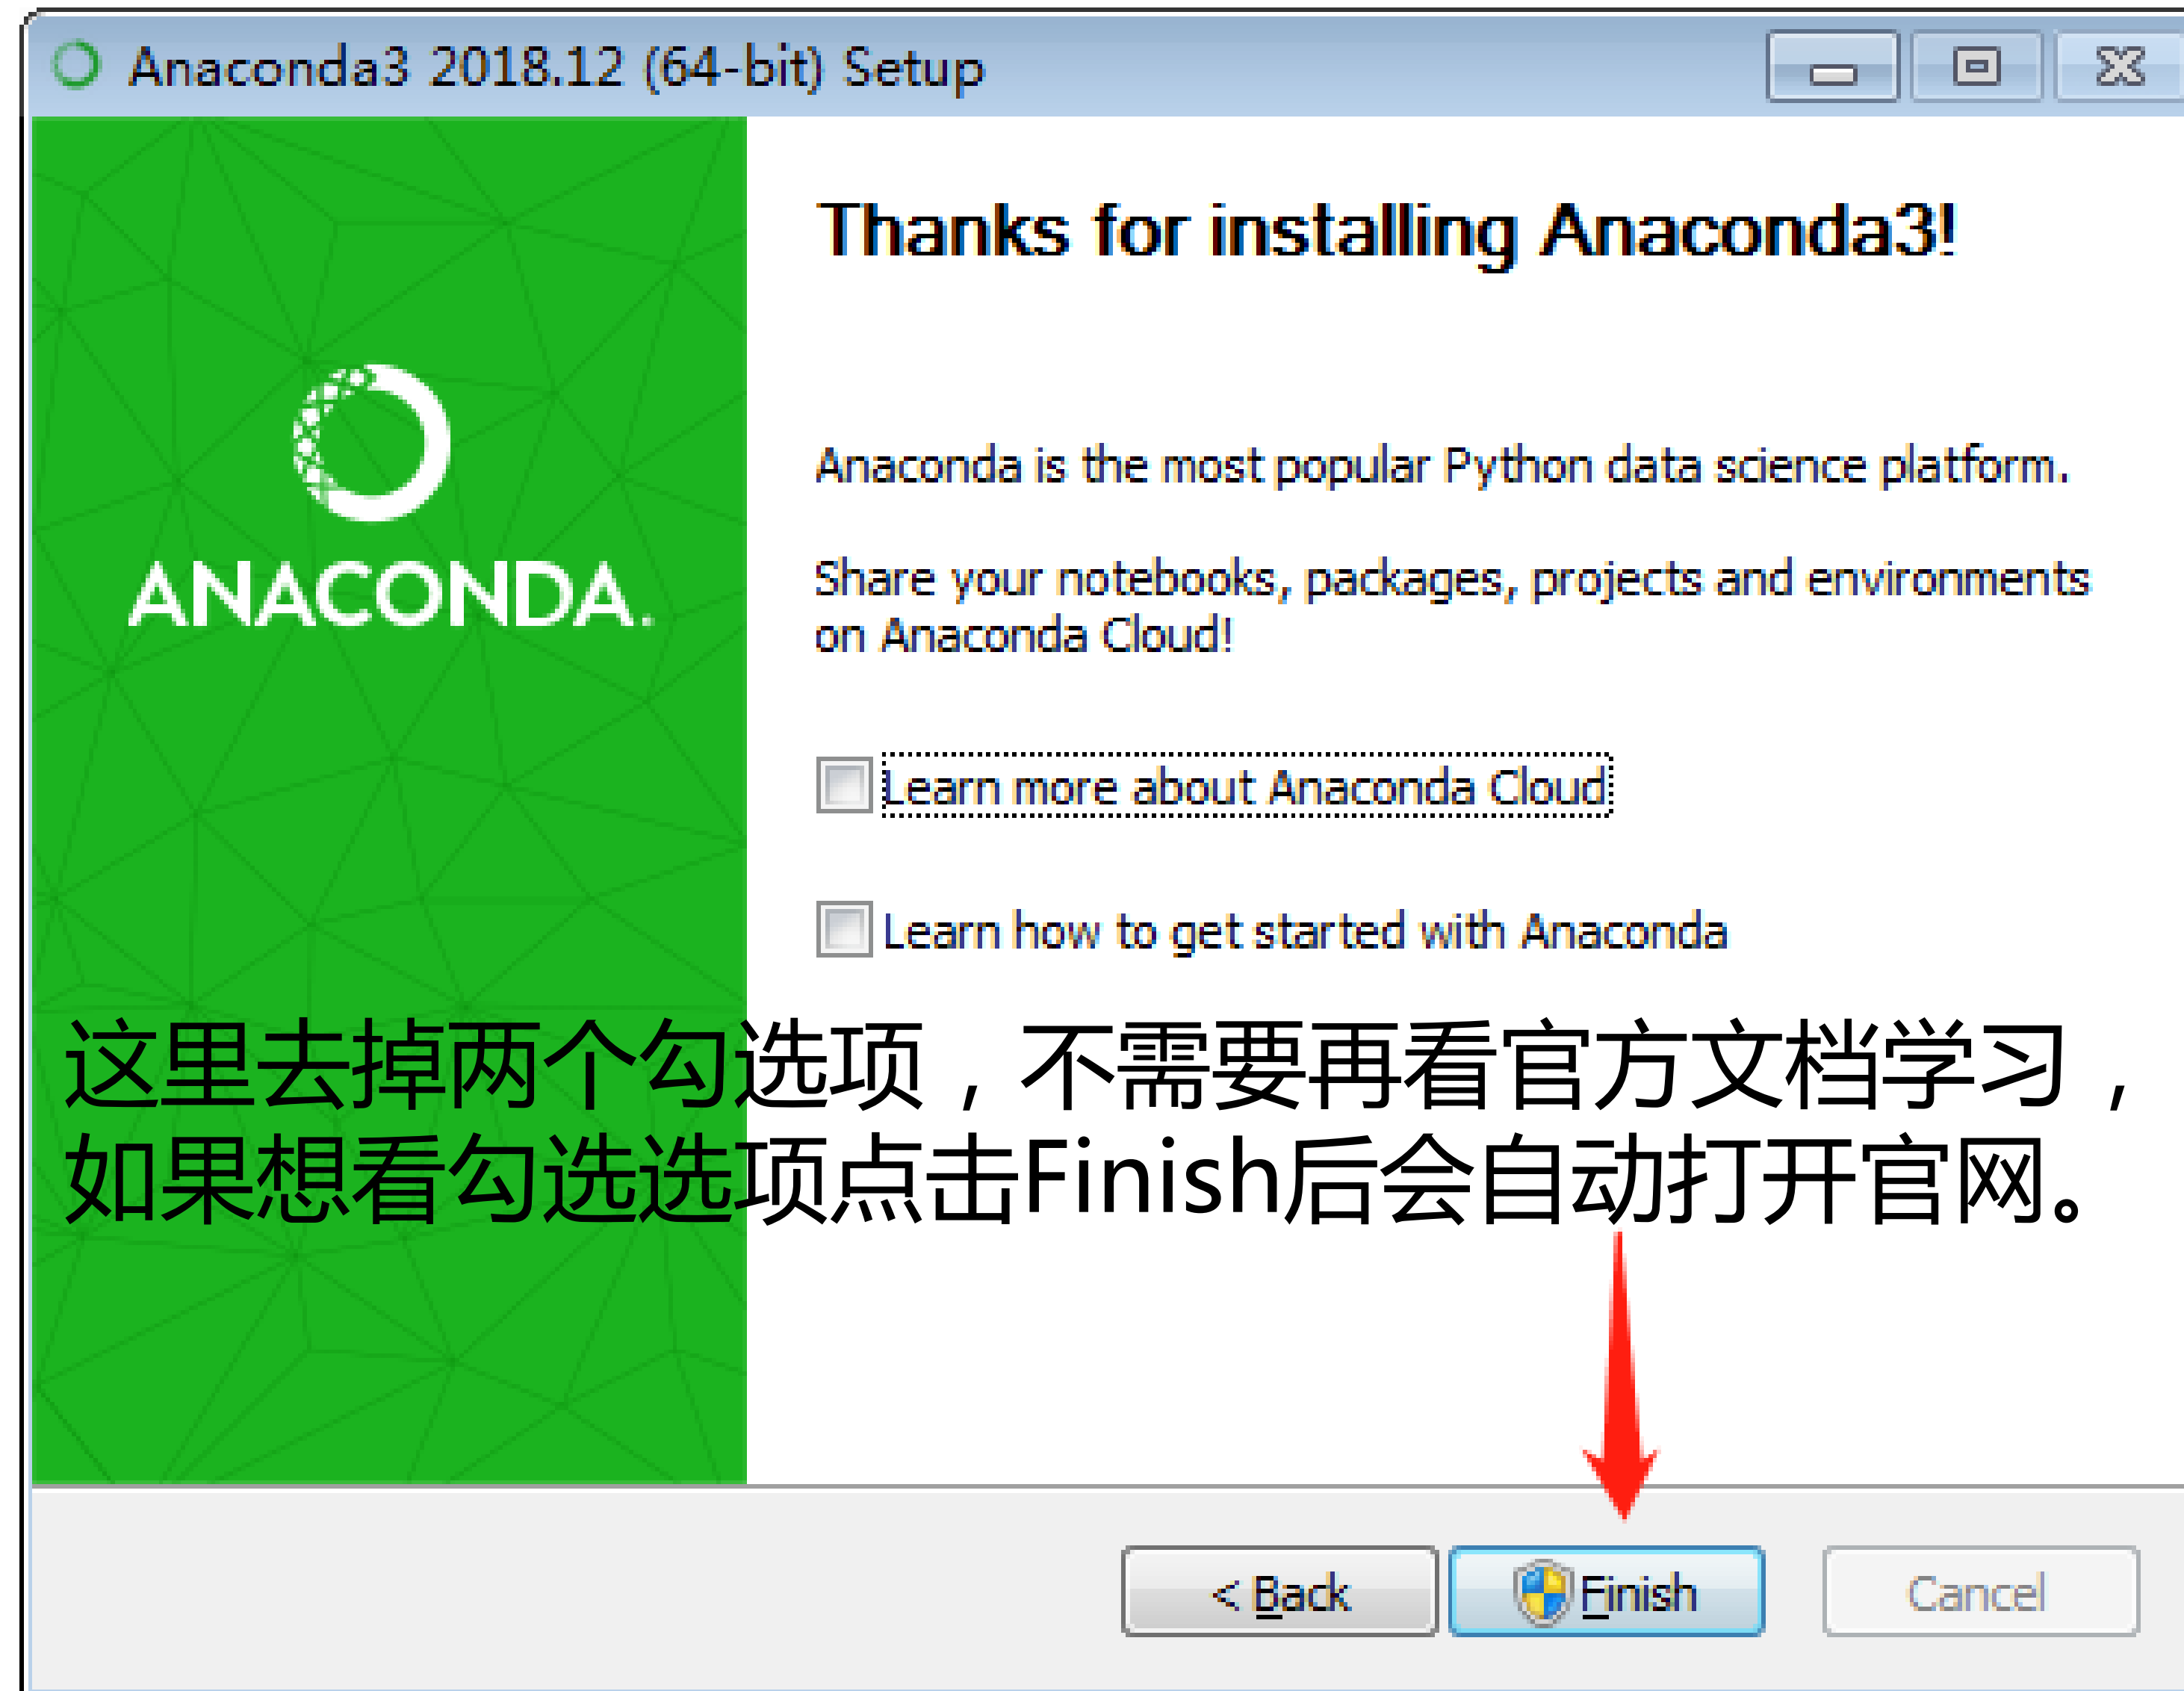 Anaconda3 2018.12 (64-bit) Setup
Thanks for installing Anaconda3!
ANACONDA.
Anaconda is the most popular Python data science platform.
Share your notebooks, packages, projects and environments
on Anaconda Cloud!
Learn more about Anaconda Cloud
Learn how to get started with Anaconda
这里去掉两个勾选项，不需要再看官方文档学习，
如果想看勾选选项点击Finish后会自动打开官网。
< Back
Finish
Cancel